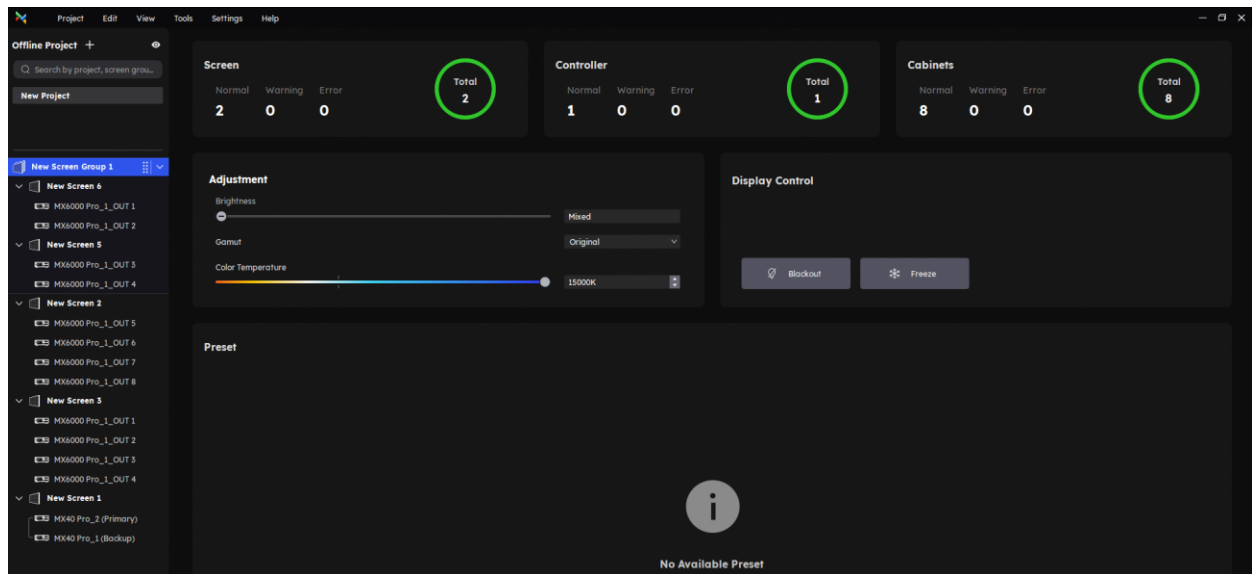 Project Edit View Tools Settings Help
Offline Project +
Search by project, screen grou...
New Project
New Screen Group 1
New Screen 6
MX6000 Pro_1_OUT 1
MX6000 Pro_1_OUT 2
New Screen 5
MX6000 Pro_1_OUT 3
MX6000 Pro_1_OUT 4
New Screen 2
MX6000 Pro_1_OUT 5
MX6000 Pro_1_OUT 6
MX6000 Pro_1_OUT 7
MX6000 Pro_1_OUT 8
New Screen 3
MX6000 Pro_1_OUT 1
MX6000 Pro_1_OUT 2
MX6000 Pro_1_OUT 3
MX6000 Pro_1_OUT 4
New Screen 1
MX40 Pro_2 (Primary)
MX40 Pro_1 (Backup)
Screen
Normal Warning Error
2 0 0
Total
2
Controller
Normal Warning Error
1 0 0
Total
1
Cabinets
Normal Warning Error
8 0 0
Total
8
Adjustment
Brightness
Mixed
Gamut
Original
Color Temperature
15000K
Display Control
Blackout
Freeze
Preset
No Available Preset